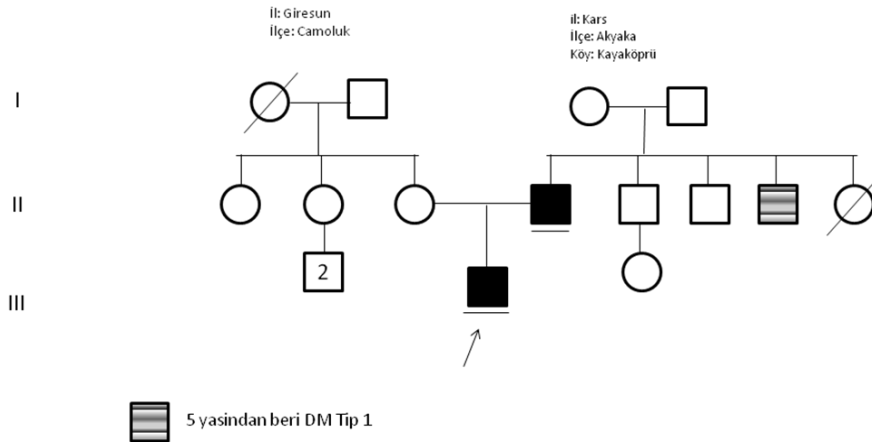 İl: Giresun
İlçe: Camoluk
il: Kars
İlçe: Akyaka
Köy: Kayaköprü
I
II
2
III
5 yasindan beri DM Tip 1